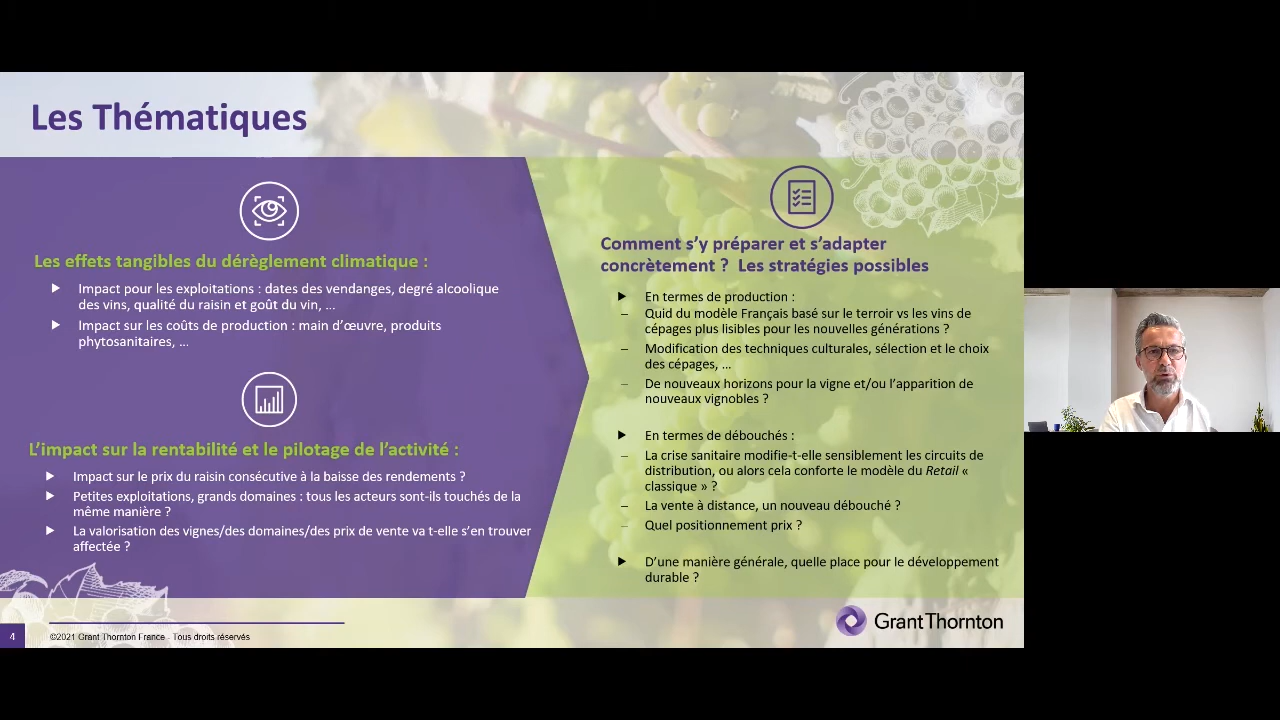 Les Thématiques
Les effets tangibles du dérèglement climatique :
Impact pour les exploitations : dates des vendanges, degré alcoolique
des vins, qualité du raisin et goût du vin, ...
Impact sur les coûts de production : main d'œuvre, produits
phytosanitaires, ...
L'impact sur la rentabilité et le pilotage de l'activité :
Impact sur le prix du raisin consécutive à la baisse des rendements ?
Petites exploitations, grands domaines : tous les acteurs sont-ils touchés de la
même manière ?
La valorisation des vignes/des domaines/des prix de vente va t-elle s'en trouver
affectée ?
Comment s'y préparer et s'adapter
concrètement ? Les stratégies possibles
En termes de production :
– Quid du modèle Français basé sur le terroir vs les vins de
cépages plus lisibles pour les nouvelles générations ?
– Modification des techniques culturales, sélection et le choix
des cépages, ...
– De nouveaux horizons pour la vigne et/ou l'apparition de
nouveaux vignobles ?
En termes de débouchés :
– La crise sanitaire modifie-t-elle sensiblement les circuits de
distribution, ou alors cela conforte le modèle du Retail «
classique » ?
– La vente à distance, un nouveau débouché ?
– Quel positionnement prix ?
D'une manière générale, quelle place pour le développement
durable ?
4
©2021 Grant Thornton France - Tous droits réservés
GrantThornton